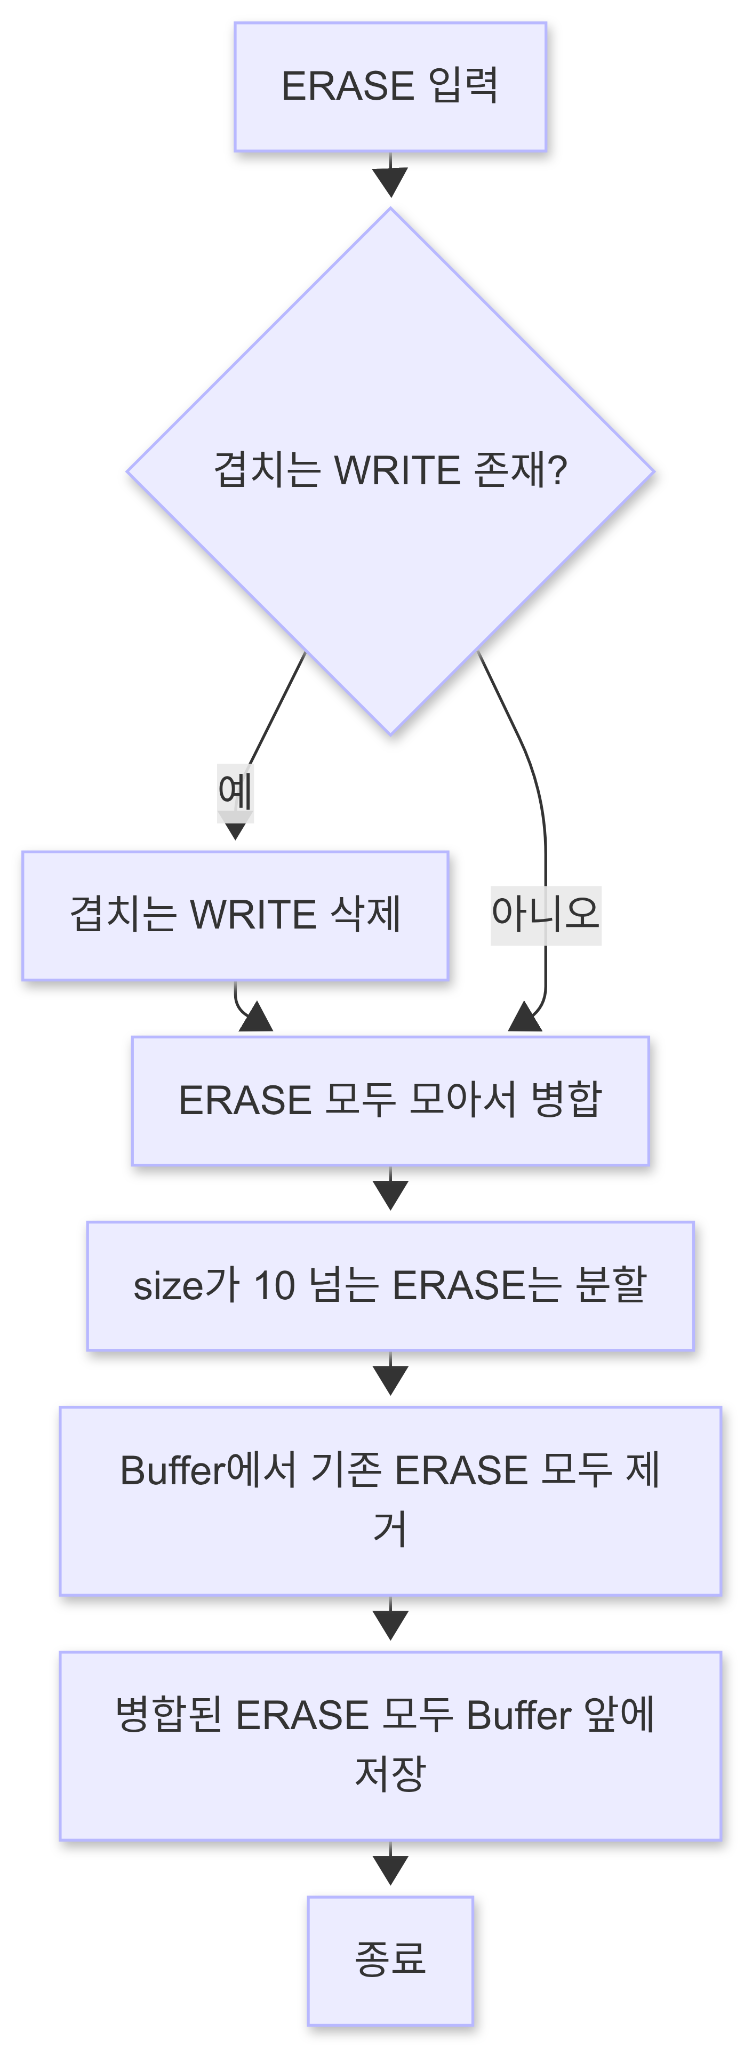 ERASE 입력
겹치는 WRITE 존재?
예
겹치는 WRITE 삭제
아니오
ERASE 모두 모아서 병합
size가 10 넘는 ERASE는 분할
Buffer에서 기존 ERASE 모두 제
거
병합된 ERASE 모두 Buffer 앞에
저장
종료